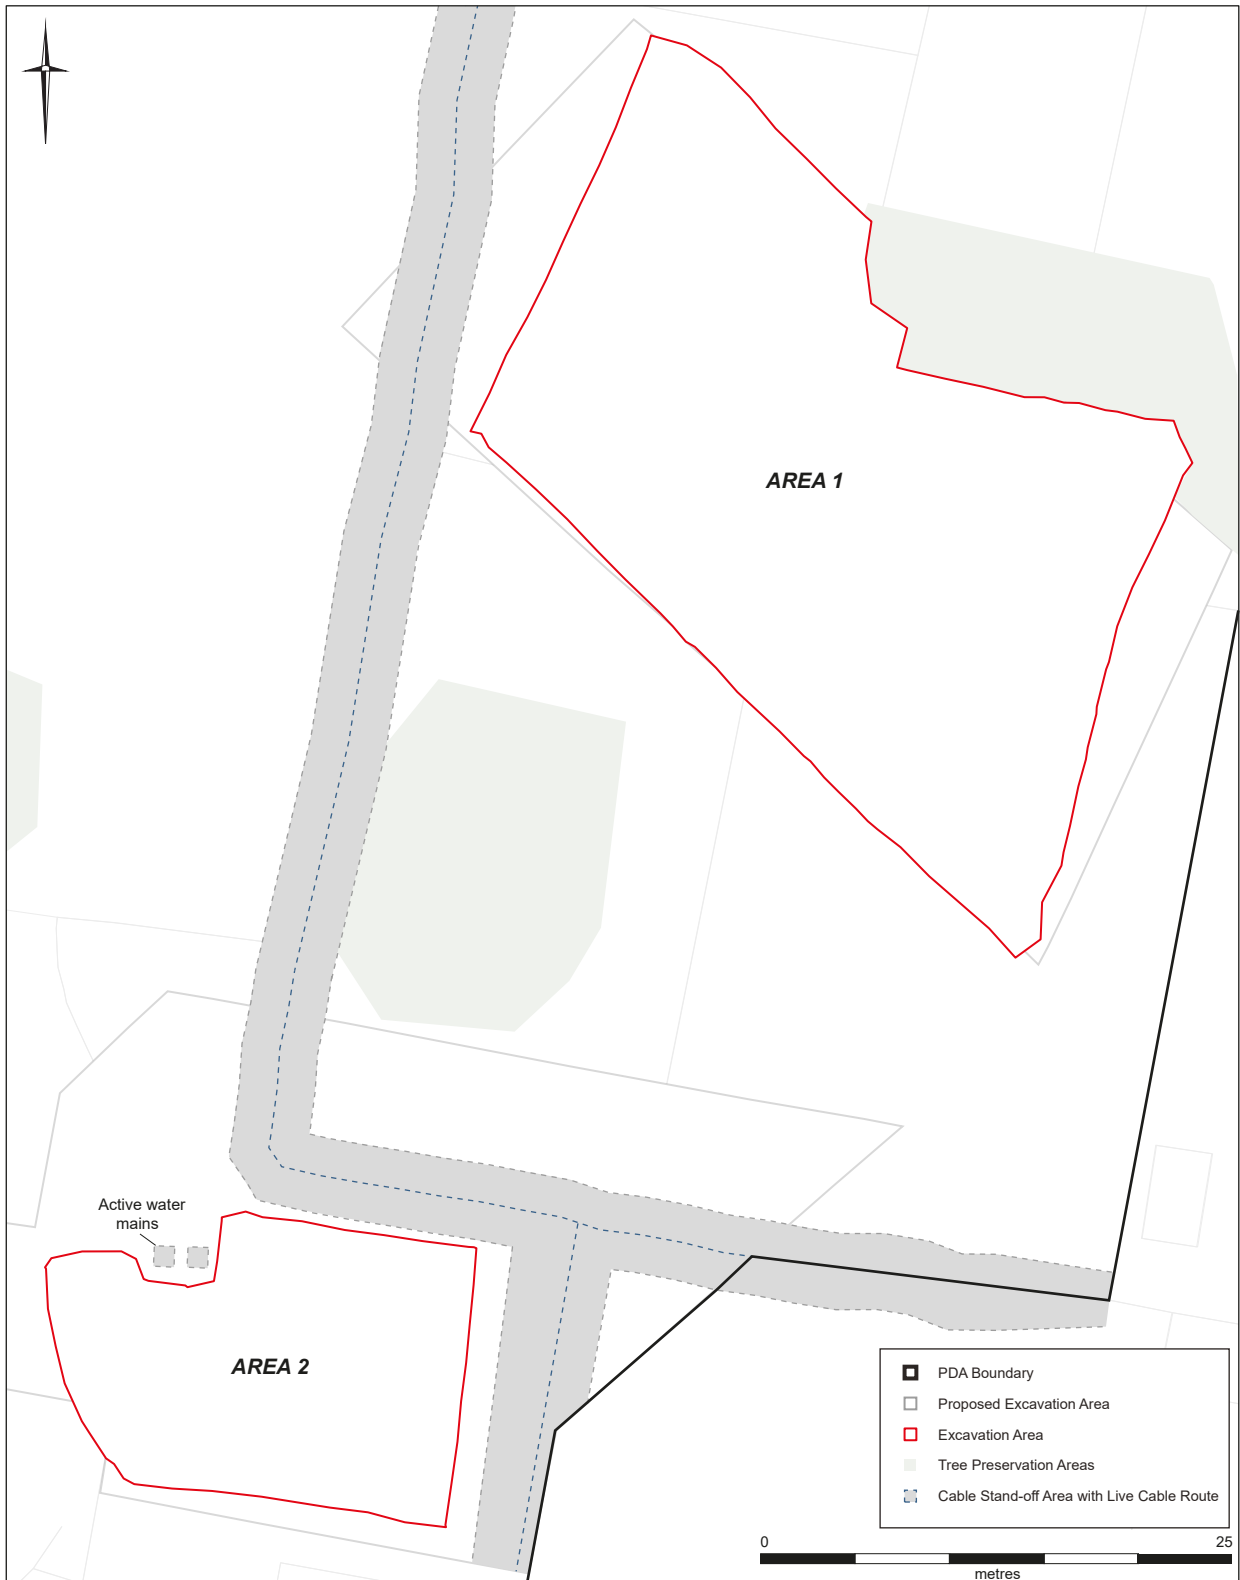 AREA 1
Active water
mains
AREA 2
PDA Boundary
Proposed Excavation Area
Excavation Area
Tree Preservation Areas
Cable Stand-off Area with Live Cable Route
0 25
metres